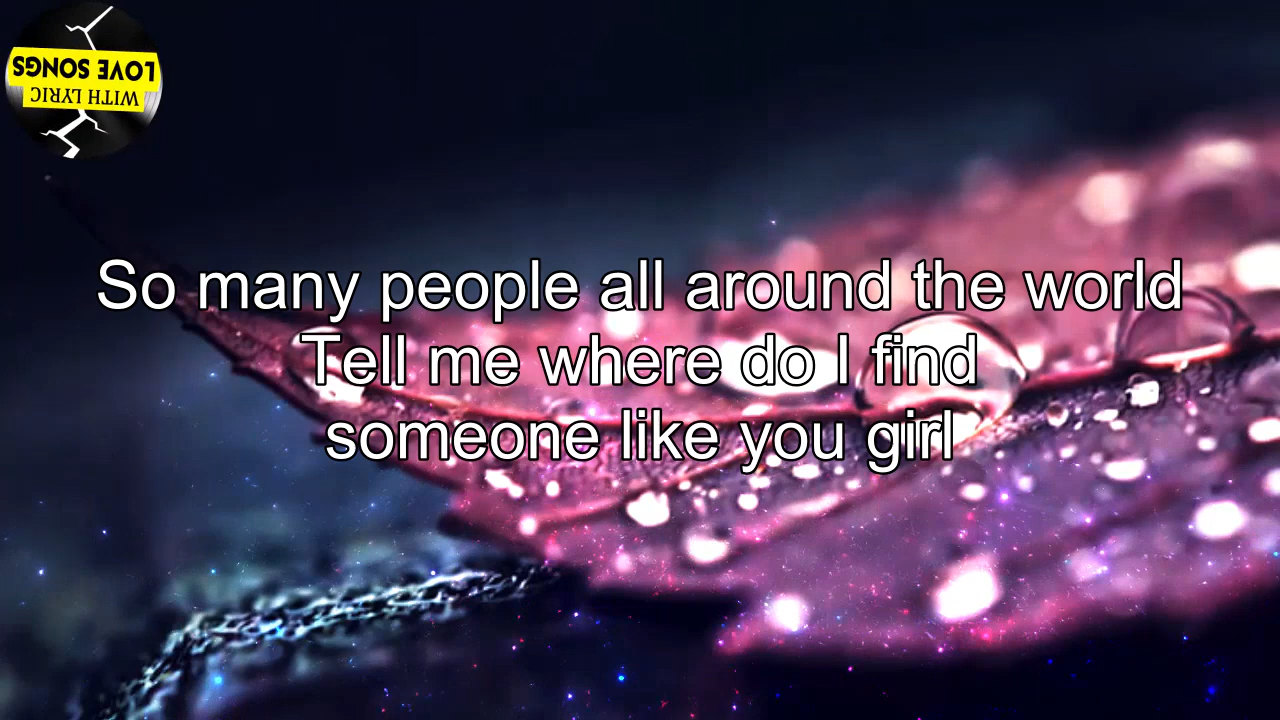 LOVE SONGS
WITH LYRIC
So many people all around the world
Tell me where do I find
someone like you girl